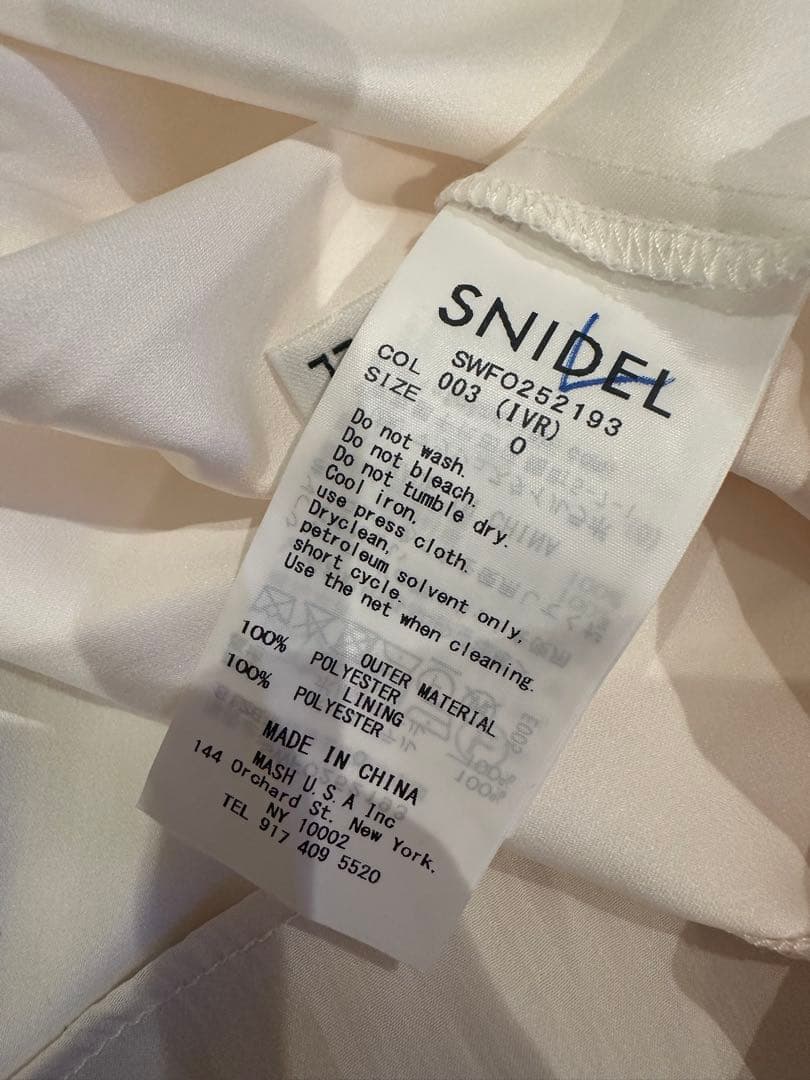 SNIDEL
SWFO252193
COL 003 (IVR)
SIZE 0
Do not wash.
Do not bleach.
Do not tumble dry.
Cool iron,
use press cloth.
Dryclean,
petroleum solvent only,
short cycle.
Use the net when cleaning.
OUTER MATERIAL
100% POLYESTER
LINING
100% POLYESTER
MADE IN CHINA
MASH U.S.A Inc
144 Orchard St. New York.
NY 10002
TEL 917 409 5520